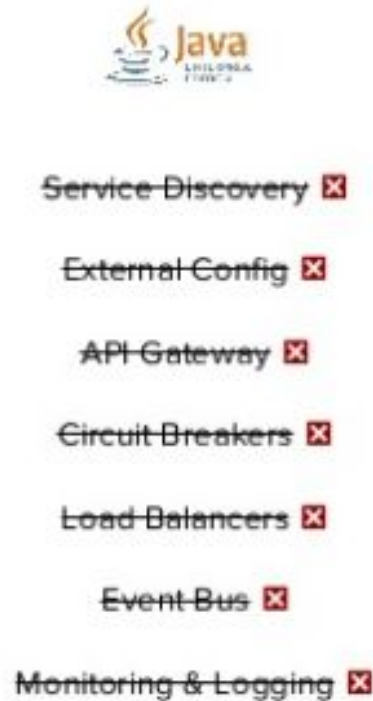 Java
Service Discovery
External Config
API Gateway
Circuit Breakers
Load Balancers
Event Bus
Monitoring & Logging